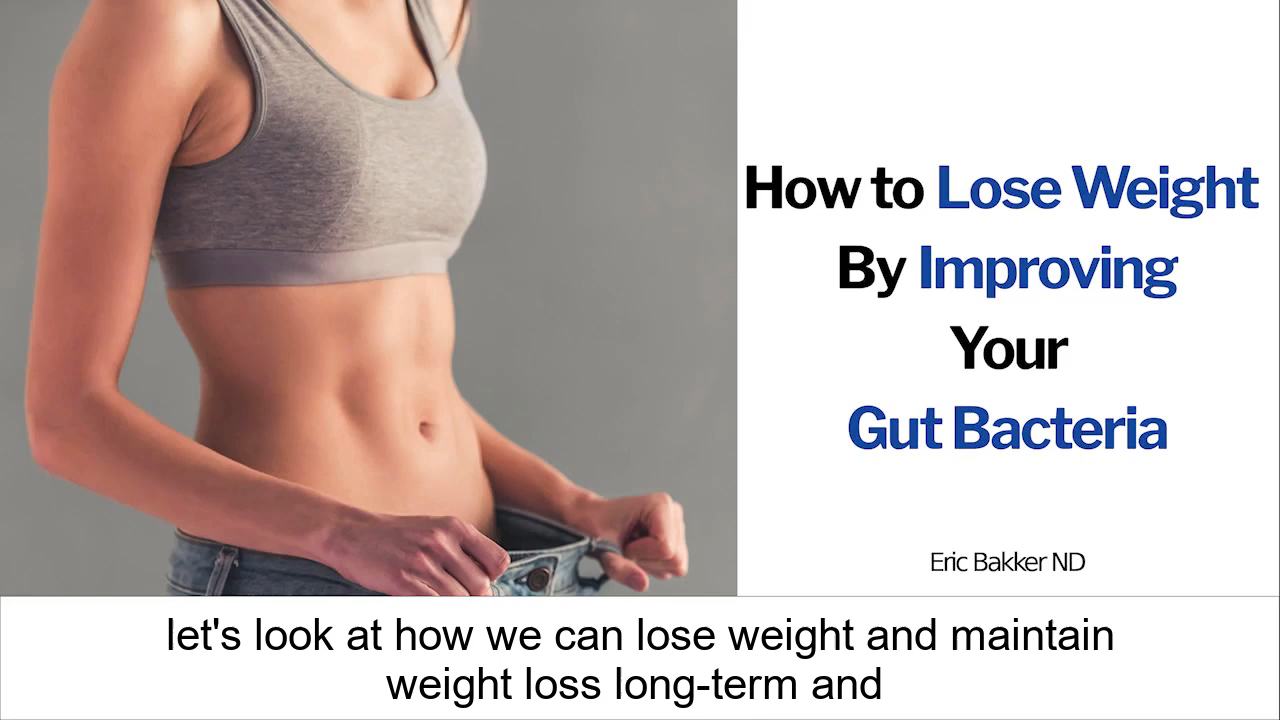 How to Lose Weight
By Improving
Your
Gut Bacteria
Eric Bakker ND
let's look at how we can lose weight and maintain
weight loss long-term and